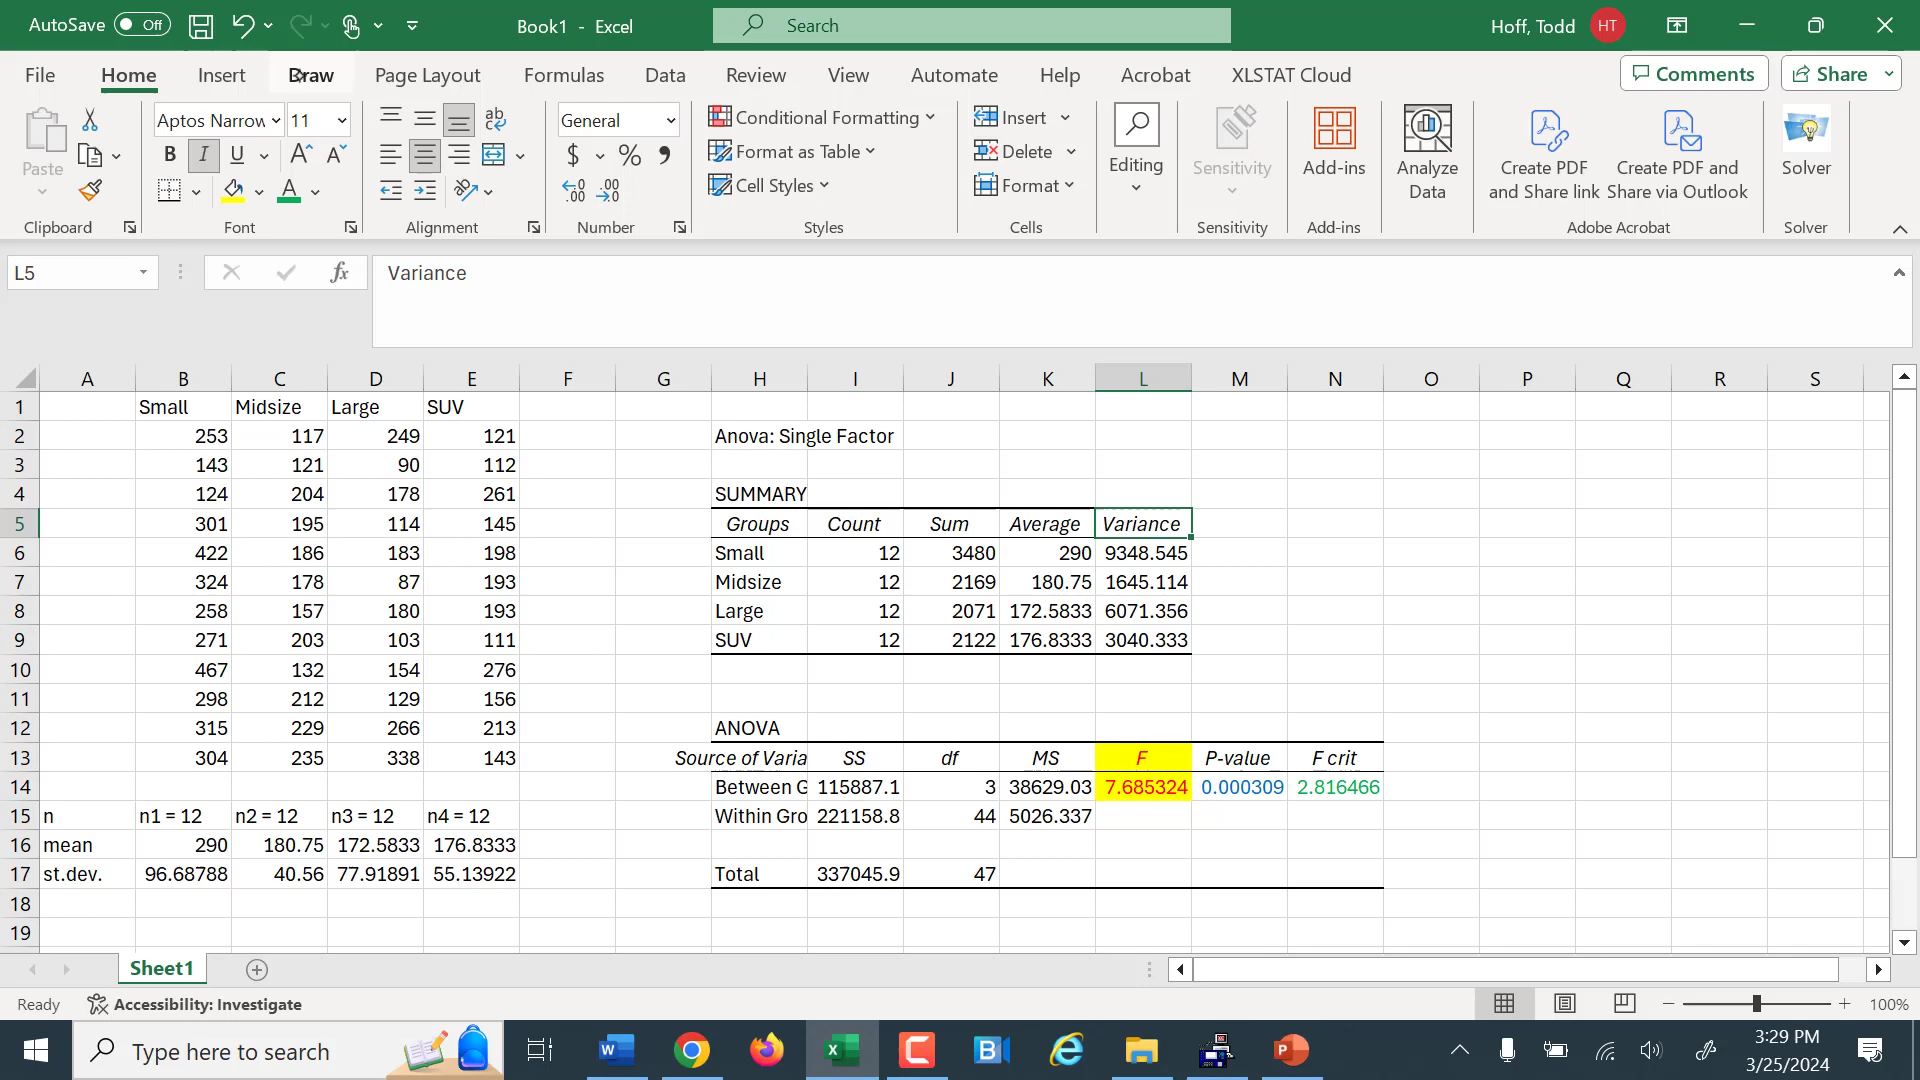 AutoSave Off Book1 - Excel Search Hoff, Todd HT
File Home Insert Draw Page Layout Formulas Data Review View Automate Help Acrobat XLSTAT Cloud Comments Share
Paste Aptos Narrow 11 General Conditional Formatting Insert Editing Sensitivity Add-ins Analyze Data Create PDF and Share link Create PDF and Share via Outlook Solver
B I U A A ab c $ % 9 Format as Table Delete
A Cell Styles Format
Clipboard Font Alignment Number Styles Cells Sensitivity Add-ins Adobe Acrobat Solver
L5 fx Variance
A B C D E F G H I J K L M N O P Q R S
1 Small Midsize Large SUV
2 253 117 249 121 Anova: Single Factor
3 143 121 90 112
4 124 204 178 261 SUMMARY
5 301 195 114 145 Groups Count Sum Average Variance
6 422 186 183 198 Small 12 3480 290 9348.545
7 324 178 87 193 Midsize 12 2169 180.75 1645.114
8 258 157 180 193 Large 12 2071 172.5833 6071.356
9 271 203 103 111 SUV 12 2122 176.8333 3040.333
10 467 132 154 276
11 298 212 129 156
12 315 229 266 213 ANOVA
13 304 235 338 143 Source of Varia SS df MS F P-value F crit
14 Between G 115887.1 3 38629.03 7.685324 0.000309 2.816466
15 n n1 = 12 n2 = 12 n3 = 12 n4 = 12 Within Gro 221158.8 44 5026.337
16 mean 290 180.75 172.5833 176.8333
17 st.dev. 96.68788 40.56 77.91891 55.13922 Total 337045.9 47
18
19
Sheet1
Ready Accessibility: Investigate 100%
Type here to search 3:29 PM
3/25/2024